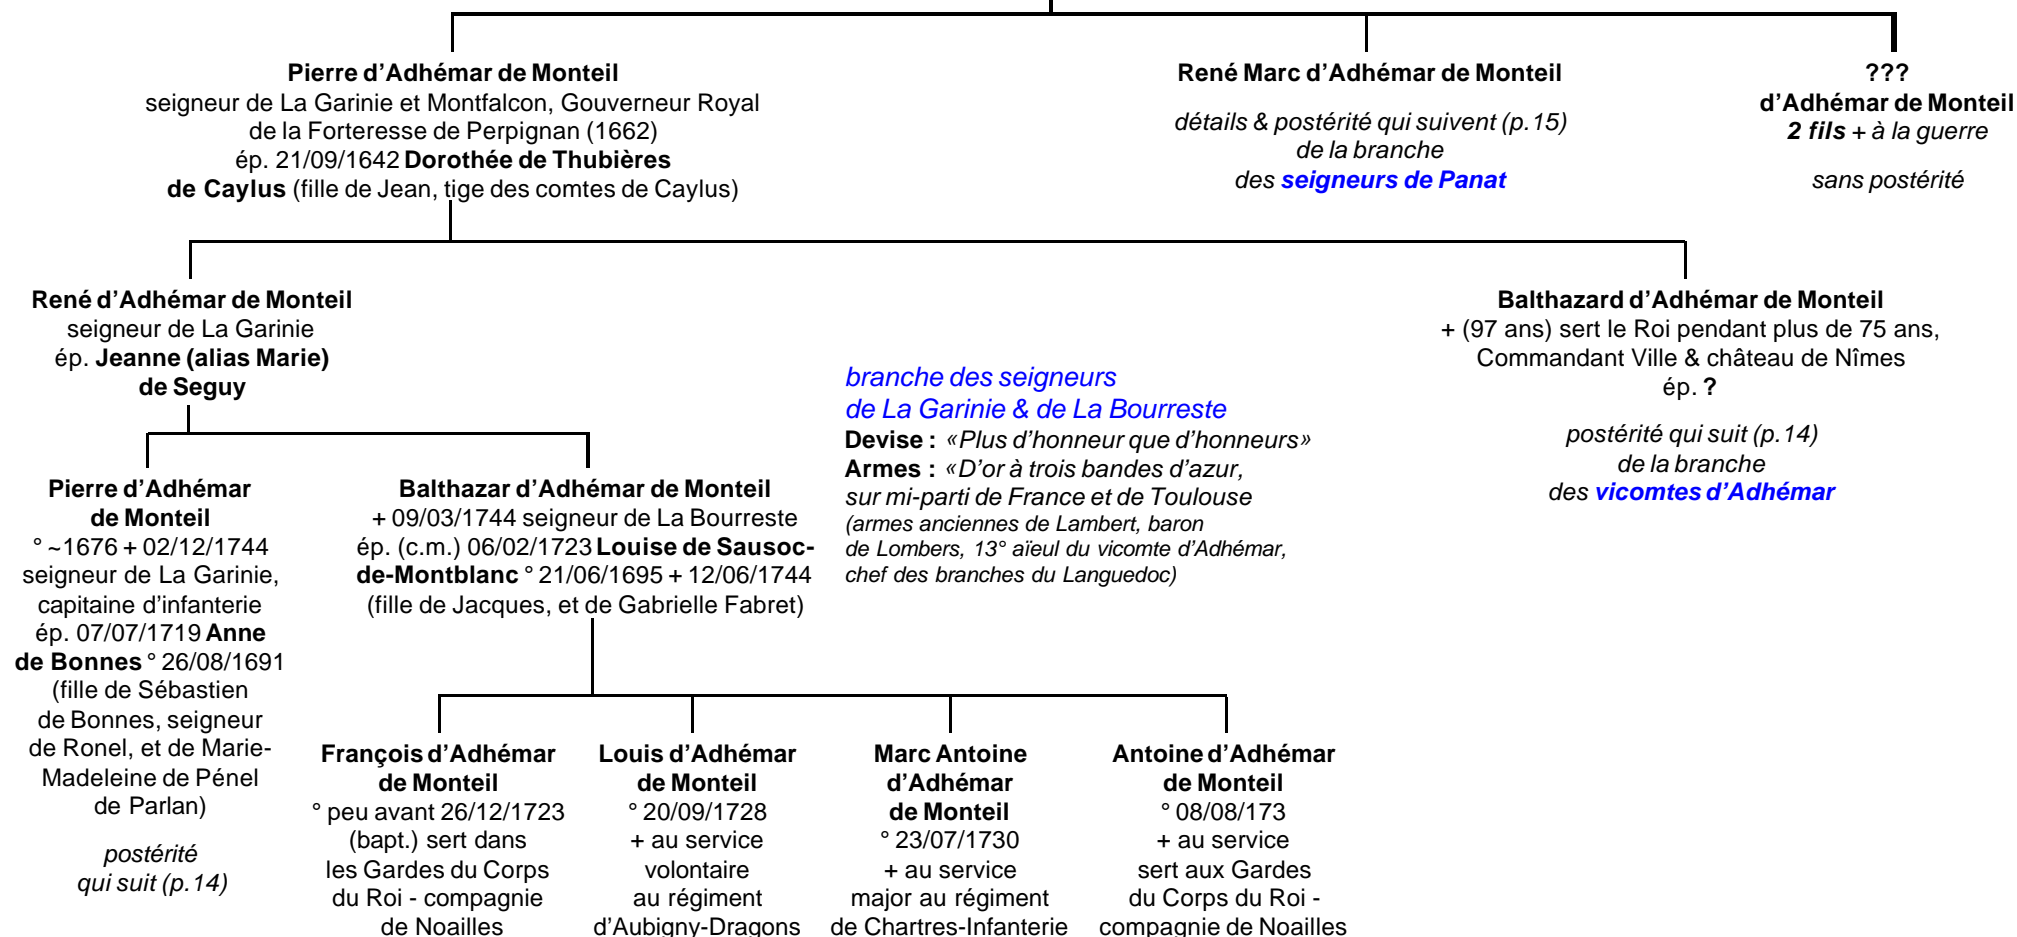 Pierre d’Adhémar de Monteil
seigneur de La Garinie et Montfalcon, Gouverneur Royal
de la Forteresse de Perpignan (1662)
ép. 21/09/1642 Dorothée de Thubières
de Caylus (fille de Jean, tige des comtes de Caylus)
René Marc d’Adhémar de Monteil
détails & postérité qui suivent (p.15)
de la branche
des seigneurs de Panat
???
d’Adhémar de Monteil
2 fils + à la guerre
sans postérité
René d’Adhémar de Monteil
seigneur de La Garinie
ép. Jeanne (alias Marie)
de Seguy
Balthazard d’Adhémar de Monteil
+ (97 ans) sert le Roi pendant plus de 75 ans,
Commandant Ville & château de Nîmes
ép. ?
postérité qui suit (p.14)
de la branche
des vicomtes d’Adhémar
branche des seigneurs
de La Garinie & de La Bourreste
Devise : «Plus d’honneur que d’honneurs»
Armes : «D’or à trois bandes d’azur,
sur mi-parti de France et de Toulouse
(armes anciennes de Lambert, baron
de Lombers, 13° aïeul du vicomte d’Adhémar,
chef des branches du Languedoc)
Pierre d’Adhémar
de Monteil
° ~1676 + 02/12/1744
seigneur de La Garinie,
capitaine d’infanterie
ép. 07/07/1719 Anne
de Bonnes ° 26/08/1691
(fille de Sébastien
de Bonnes, seigneur
de Ronel, et de Marie-
Madeleine de Pénel
de Parlan)
postérité
qui suit (p.14)
Balthazar d’Adhémar de Monteil
+ 09/03/1744 seigneur de La Bourreste
ép. (c.m.) 06/02/1723 Louise de Sausoc-
de-Montblanc ° 21/06/1695 + 12/06/1744
(fille de Jacques, et de Gabrielle Fabret)
François d’Adhémar
de Monteil
° peu avant 26/12/1723
(bapt.) sert dans
les Gardes du Corps
du Roi - compagnie
de Noailles
Louis d’Adhémar
de Monteil
° 20/09/1728
+ au service
volontaire
au régiment
d’Aubigny-Dragons
Marc Antoine
d’Adhémar
de Monteil
° 23/07/1730
+ au service
major au régiment
de Chartres-Infanterie
Antoine d’Adhémar
de Monteil
° 08/08/173
+ au service
sert aux Gardes
du Corps du Roi -
compagnie de Noailles